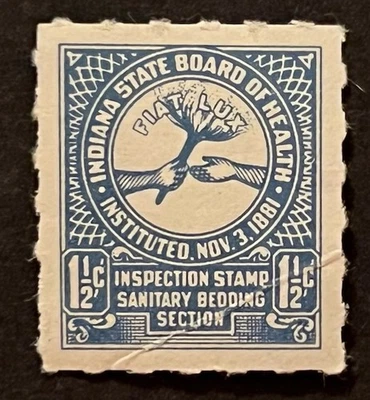 INDIANA STATE BOARD OF HEALTH
FIAT LUX
· INSTITUTED, NOV. 3, 1881 ·
1½c 1½c
INSPECTION STAMP
SANITARY BEDDING
SECTION